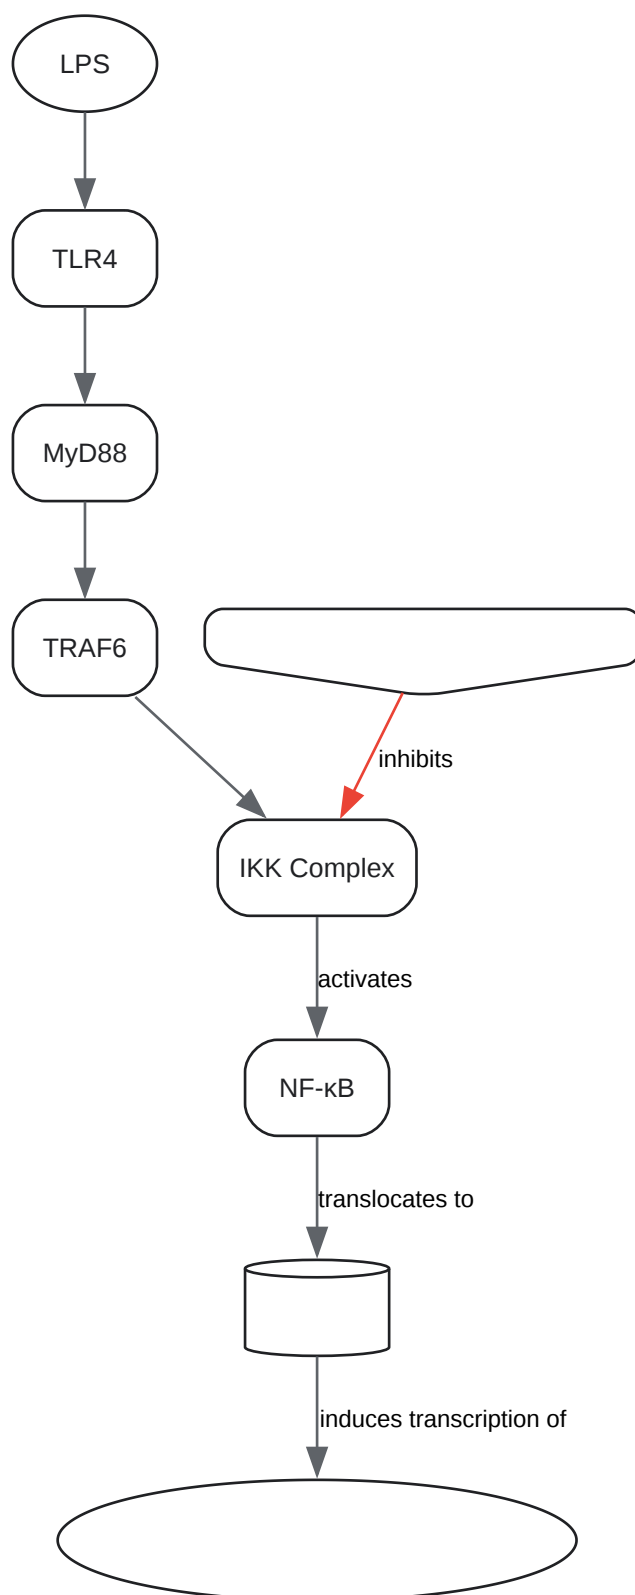 LPS
TLR4
MyD88
TRAF6
inhibits
IKK Complex
activates
NF-κB
translocates to
induces transcription of